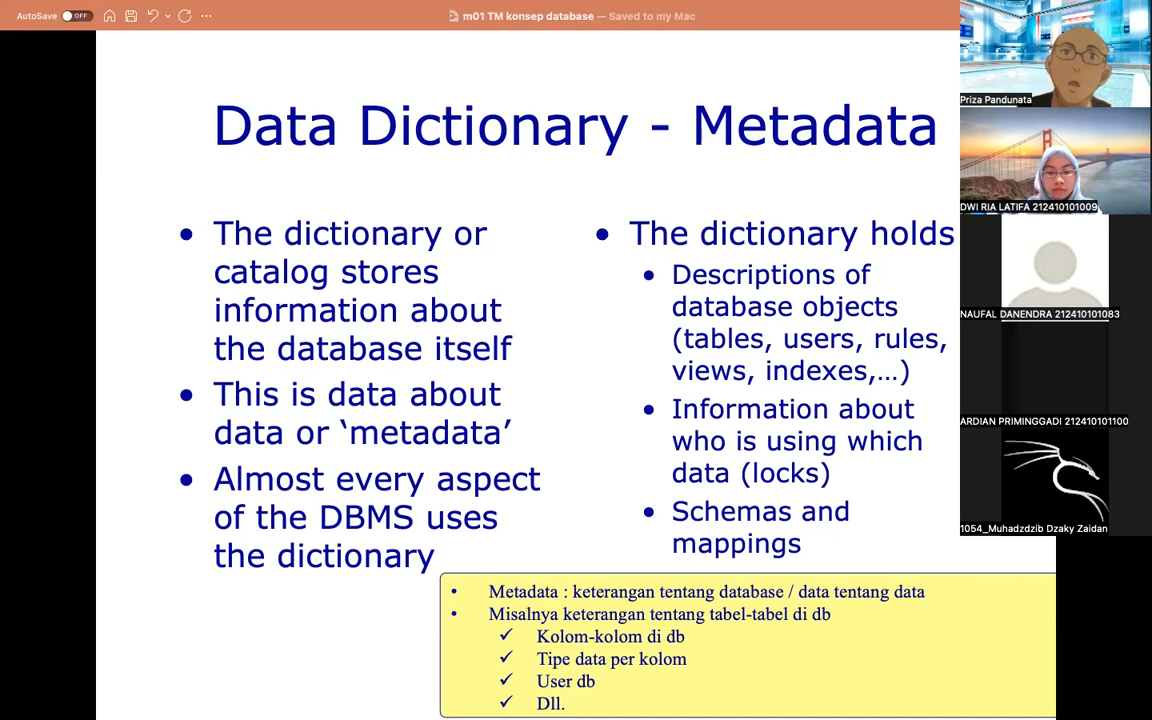 AutoSave OFF
m01 TM konsep database — Saved to my Mac
Data Dictionary - Metadata
• The dictionary or
catalog stores
information about
the database itself
• This is data about
data or ‘metadata’
• Almost every aspect
of the DBMS uses
the dictionary
• The dictionary holds
• Descriptions of
database objects
(tables, users, rules,
views, indexes,…)
• Information about
who is using which
data (locks)
• Schemas and
mappings
• Metadata : keterangan tentang database / data tentang data
• Misalnya keterangan tentang tabel-tabel di db
✓ Kolom-kolom di db
✓ Tipe data per kolom
✓ User db
✓ Dll.
Priza Pandunata
DWI RIA LATIFA 212410101009
NAUFAL DANENDRA 212410101083
ARDIAN PRIMINGGADI 212410101100
1054_Muhadzdzib Dzaky Zaidan